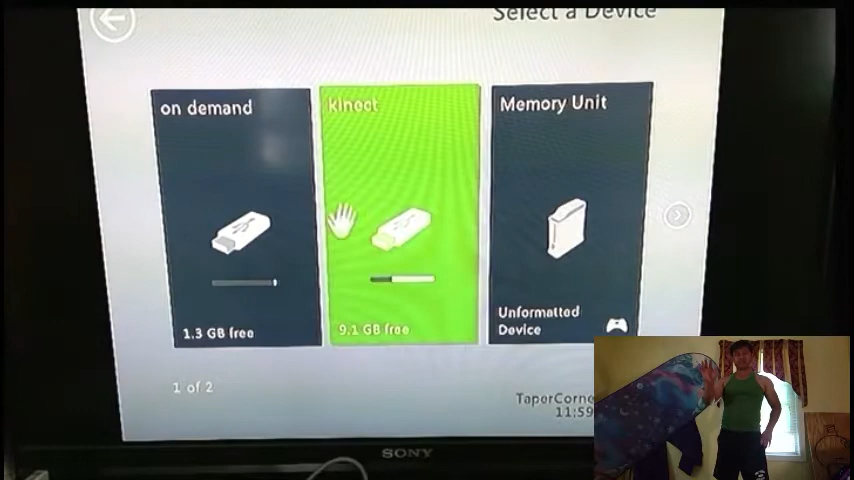 Select a Device
on demand
kinect
Memory Unit
1.3 GB free
9.1 GB free
Unformatted
Device
1 of 2
TaperCorne
11:59
SONY